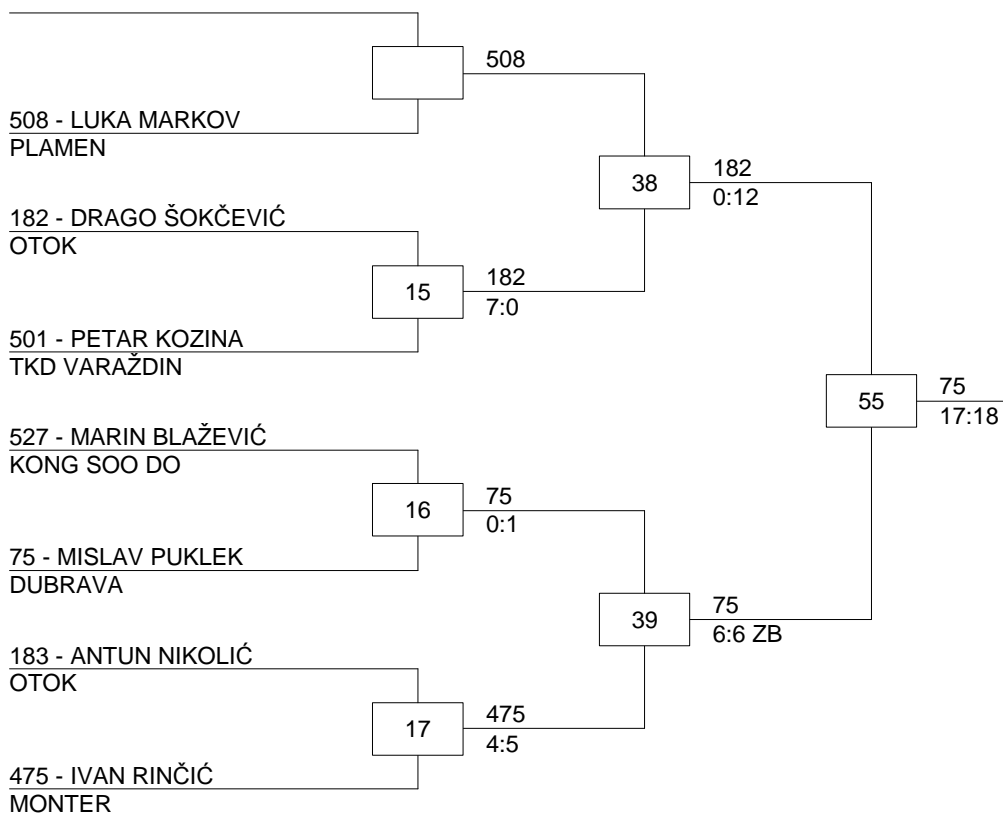 508
508 - LUKA MARKOV
PLAMEN
38
182
0:12
182 - DRAGO ŠOKČEVIĆ
OTOK
15
182
7:0
501 - PETAR KOZINA
TKD VARAŽDIN
55
75
17:18
527 - MARIN BLAŽEVIĆ
KONG SOO DO
16
75
0:1
75 - MISLAV PUKLEK
DUBRAVA
39
75
6:6 ZB
183 - ANTUN NIKOLIĆ
OTOK
17
475
4:5
475 - IVAN RINČIĆ
MONTER